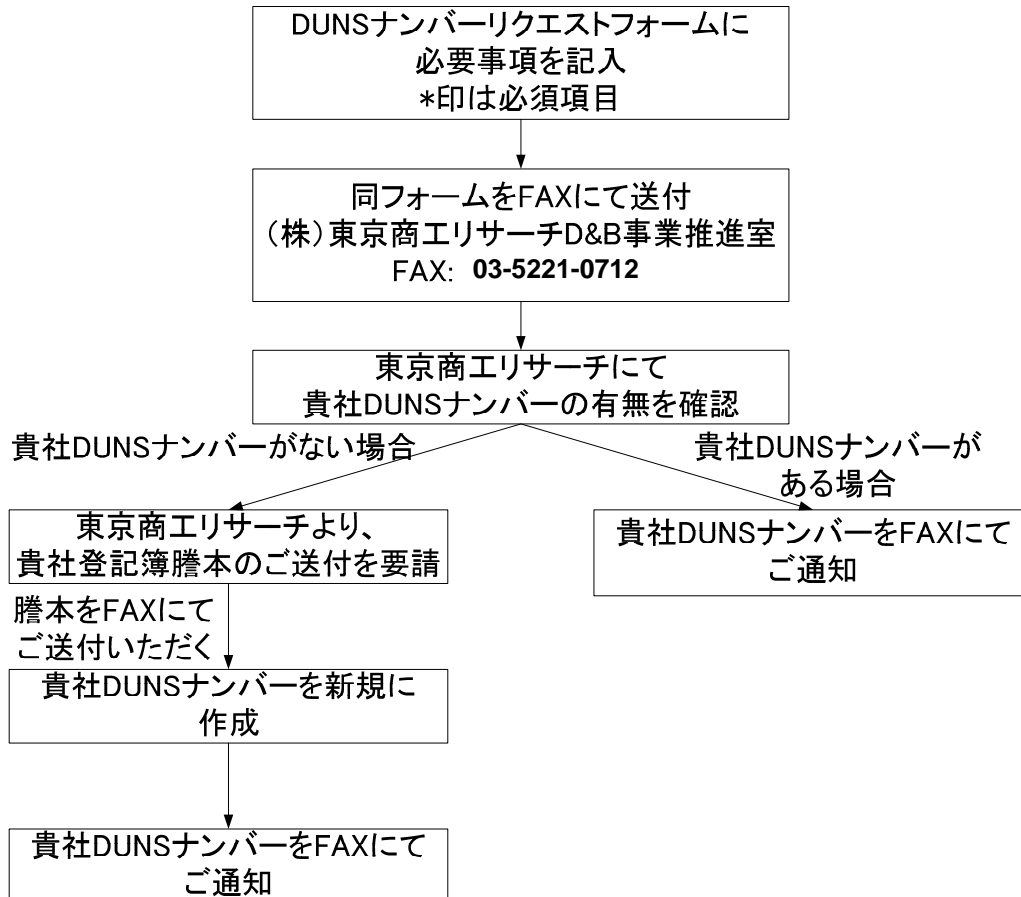 DUNSナンバーリクエストフォームに
必要事項を記入
*印は必須項目
同フォームをFAXにて送付
（株）東京商工リサーチD&B事業推進室
FAX: 03-5221-0712
東京商工リサーチにて
貴社DUNSナンバーの有無を確認
貴社DUNSナンバーがない場合
貴社DUNSナンバーが
ある場合
東京商工リサーチより、
貴社登記簿謄本のご送付を要請
貴社DUNSナンバーをFAXにて
ご通知
謄本をFAXにて
ご送付いただく
貴社DUNSナンバーを新規に
作成
貴社DUNSナンバーをFAXにて
ご通知